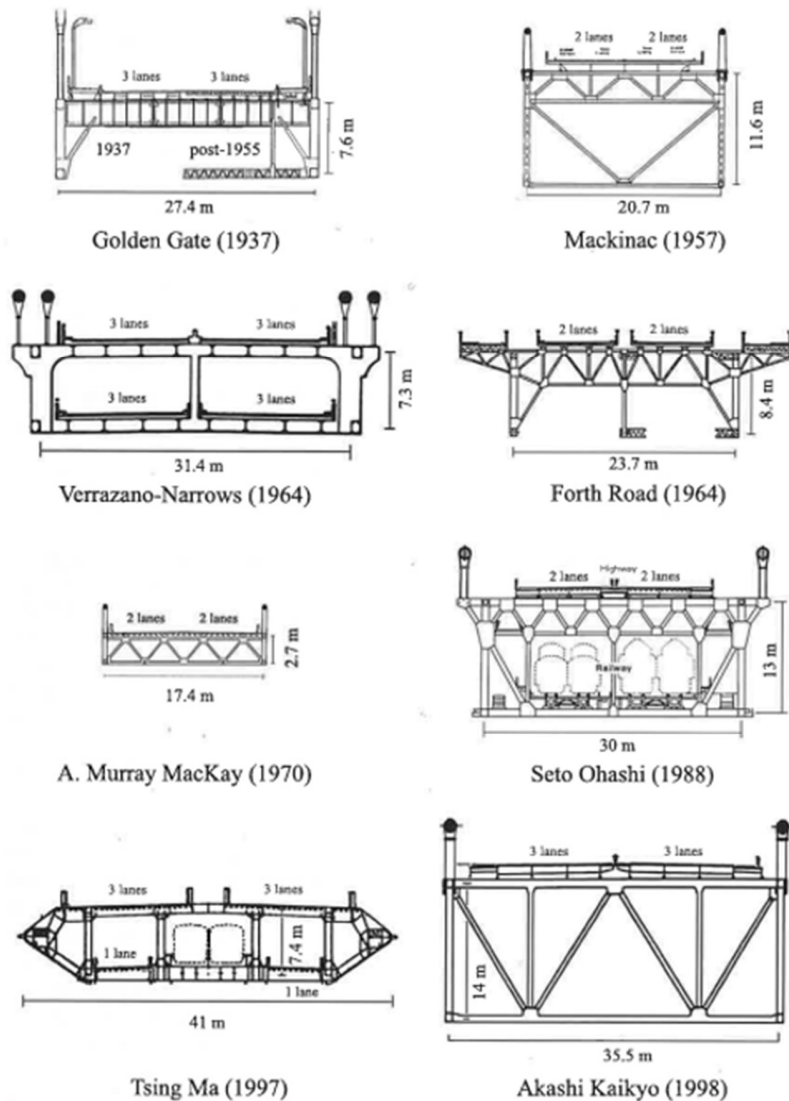 3 lanes 3 lanes
1937 post-1955
7.6 m
27.4 m
Golden Gate (1937)
2 lanes 2 lanes
11.6 m
20.7 m
Mackinac (1957)
3 lanes 3 lanes
3 lanes 3 lanes
7.3 m
31.4 m
Verrazano-Narrows (1964)
2 lanes 2 lanes
8.4 m
23.7 m
Forth Road (1964)
2 lanes 2 lanes
2.7 m
17.4 m
A. Murray MacKay (1970)
Highway
2 lanes 2 lanes
Railway
13 m
30 m
Seto Ohashi (1988)
3 lanes 3 lanes
7.4 m
1 lane
1 lane
41 m
Tsing Ma (1997)
3 lanes 3 lanes
14 m
35.5 m
Akashi Kaikyo (1998)